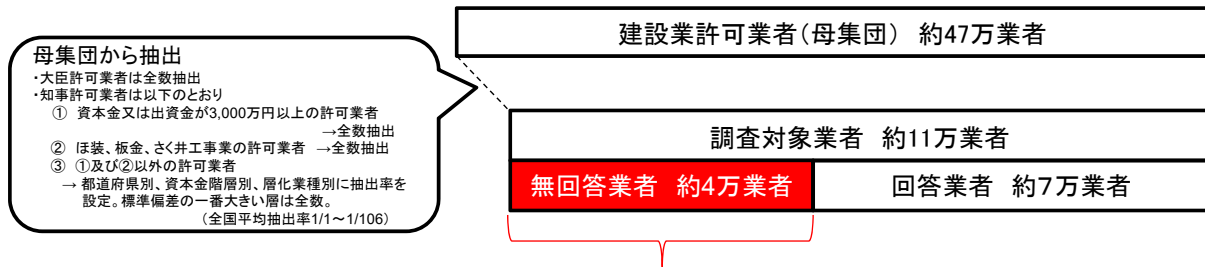 建設業許可業者（母集団） 約47万業者
母集団から抽出
・大臣許可業者は全数抽出
・知事許可業者は以下のとおり
① 資本金又は出資金が3,000万円以上の許可業者
→全数抽出
② ほ装、板金、さく井工事業の許可業者 →全数抽出
③ ①及び②以外の許可業者
→ 都道府県別、資本金階層別、層化業種別に抽出率を
設定。標準偏差の一番大きい層は全数。
（全国平均抽出率1/1～1/106）
調査対象業者 約11万業者
無回答業者 約4万業者
回答業者 約７万業者